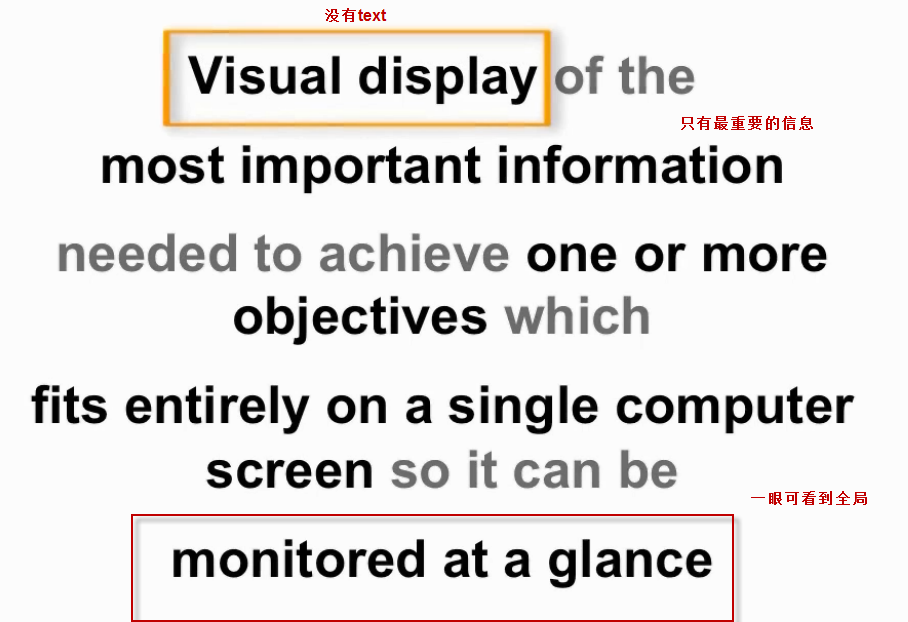 没有text
Visual display of the
只有最重要的信息
most important information
needed to achieve one or more
objectives which
fits entirely on a single computer
screen so it can be
一眼可看到全局
monitored at a glance